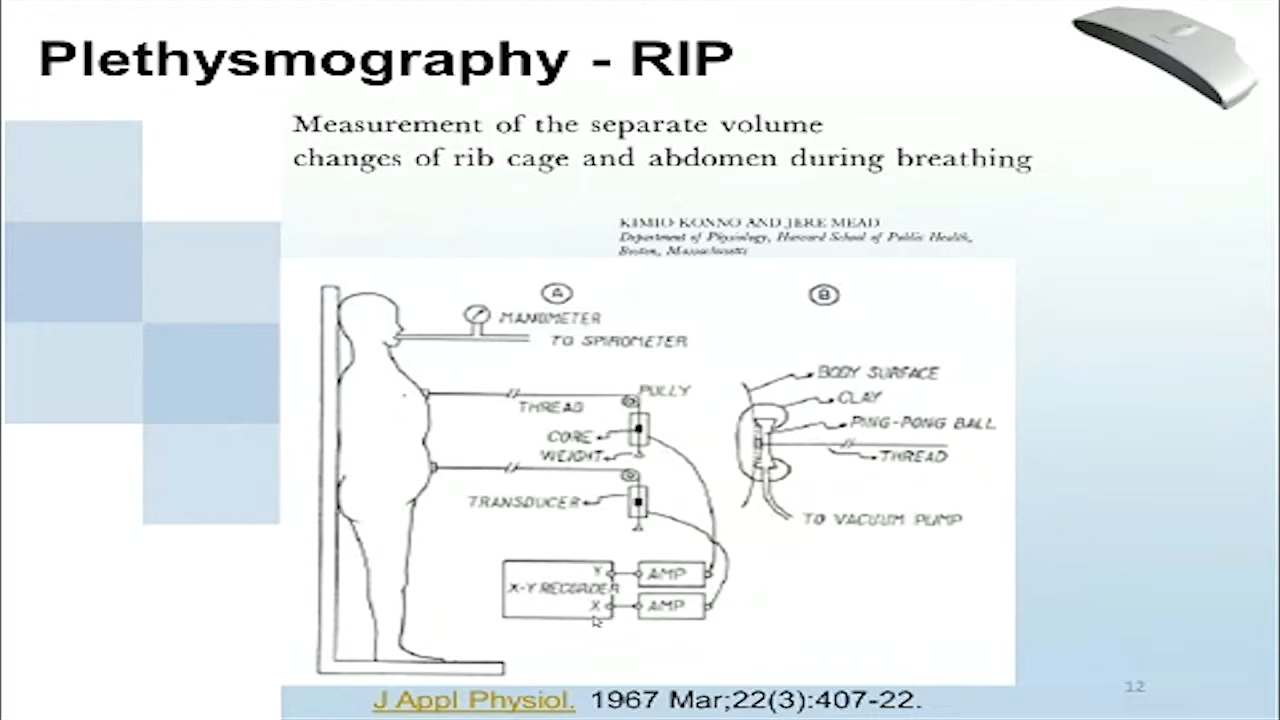 Plethysmography - RIP
Measurement of the separate volume
changes of rib cage and abdomen during breathing
KIMIO KONNO AND JERE MEAD
Department of Physiology, Harvard School of Public Health,
Boston, Massachusetts
A
B
MANOMETER
TO SPIROMETER
PULLY
THREAD
CORE
WEIGHT
TRANSDUCER
Y
AMP
X-Y RECORDER
X
AMP
BODY SURFACE
CLAY
PING-PONG BALL
THREAD
TO VACUUM PUMP
J Appl Physiol. 1967 Mar;22(3):407-22.
12